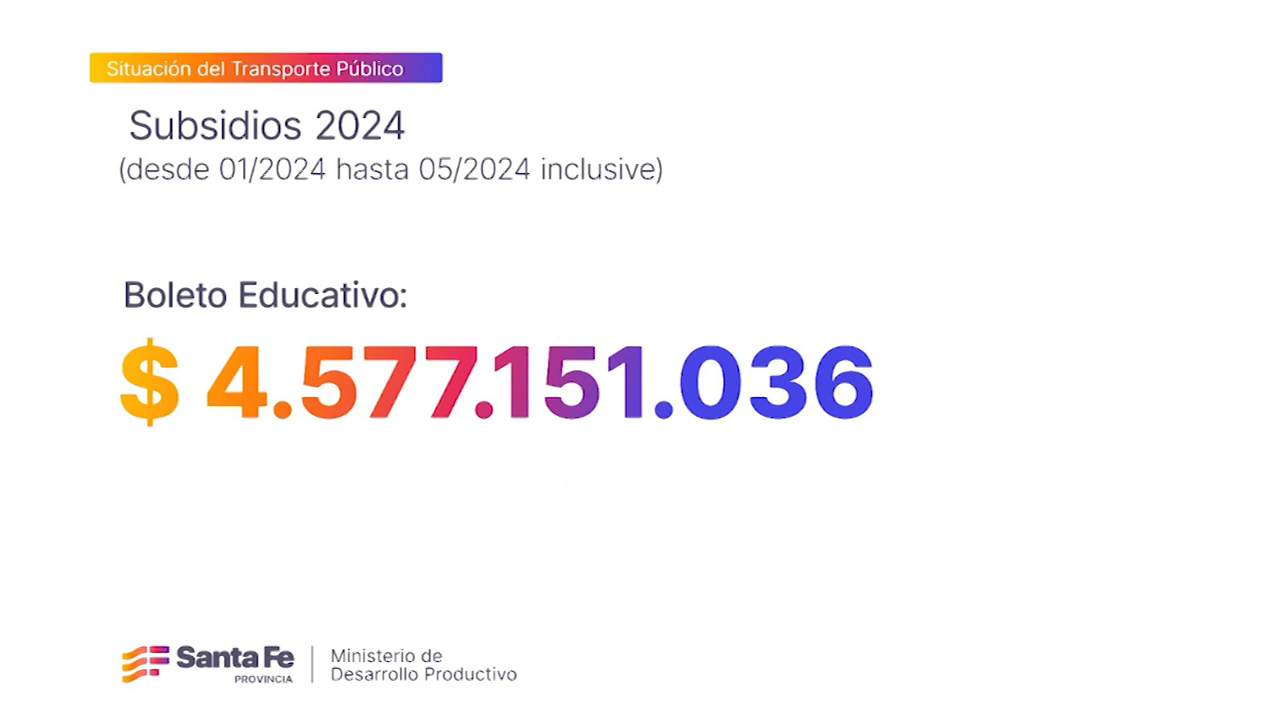 Situación del Transporte Público
Subsidios 2024
(desde 01/2024 hasta 05/2024 inclusive)
Boleto Educativo:
$ 4.577.151.036
Santa Fe
PROVINCIA
Ministerio de
Desarrollo Productivo